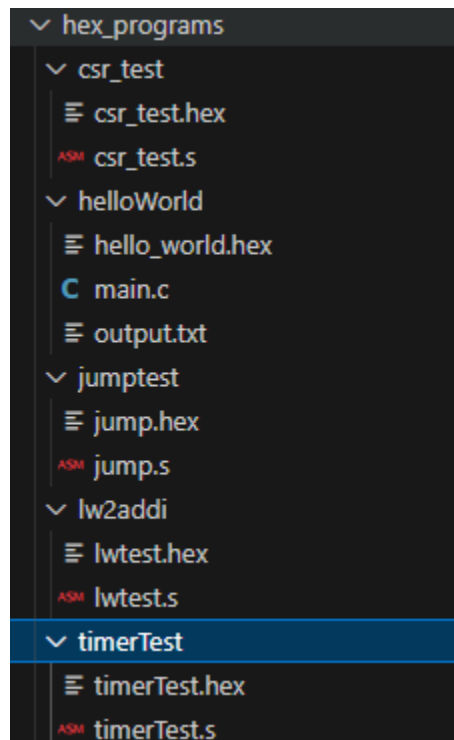 hex_programs
csr_test
csr_test.hex
ASM csr_test.s
helloWorld
hello_world.hex
C main.c
output.txt
jumptest
jump.hex
ASM jump.s
lw2addi
lwtest.hex
ASM lwtest.s
timerTest
timerTest.hex
ASM timerTest.s